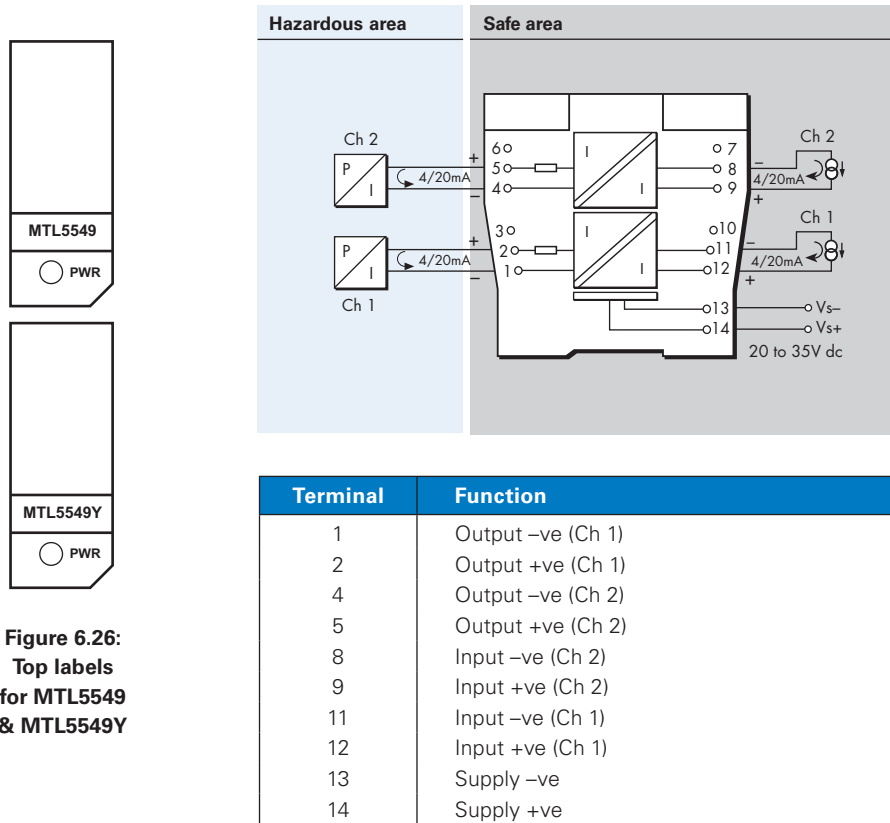 MTL5549
PWR
MTL5549Y
PWR
Figure 6.26:
Top labels
for MTL5549
& MTL5549Y
Hazardous area
Safe area
Ch 2
P
I
4/20mA
+
–
6
5
4
I
I
7
8
9
–
4/20mA
+
Ch 2
P
I
Ch 1
4/20mA
+
–
3
2
1
I
I
10
11
12
–
4/20mA
+
Ch 1
13
14
Vs–
Vs+
20 to 35V dc
Terminal Function
1 Output –ve (Ch 1)
2 Output +ve (Ch 1)
4 Output –ve (Ch 2)
5 Output +ve (Ch 2)
8 Input –ve (Ch 2)
9 Input +ve (Ch 2)
11 Input –ve (Ch 1)
12 Input +ve (Ch 1)
13 Supply –ve
14 Supply +ve